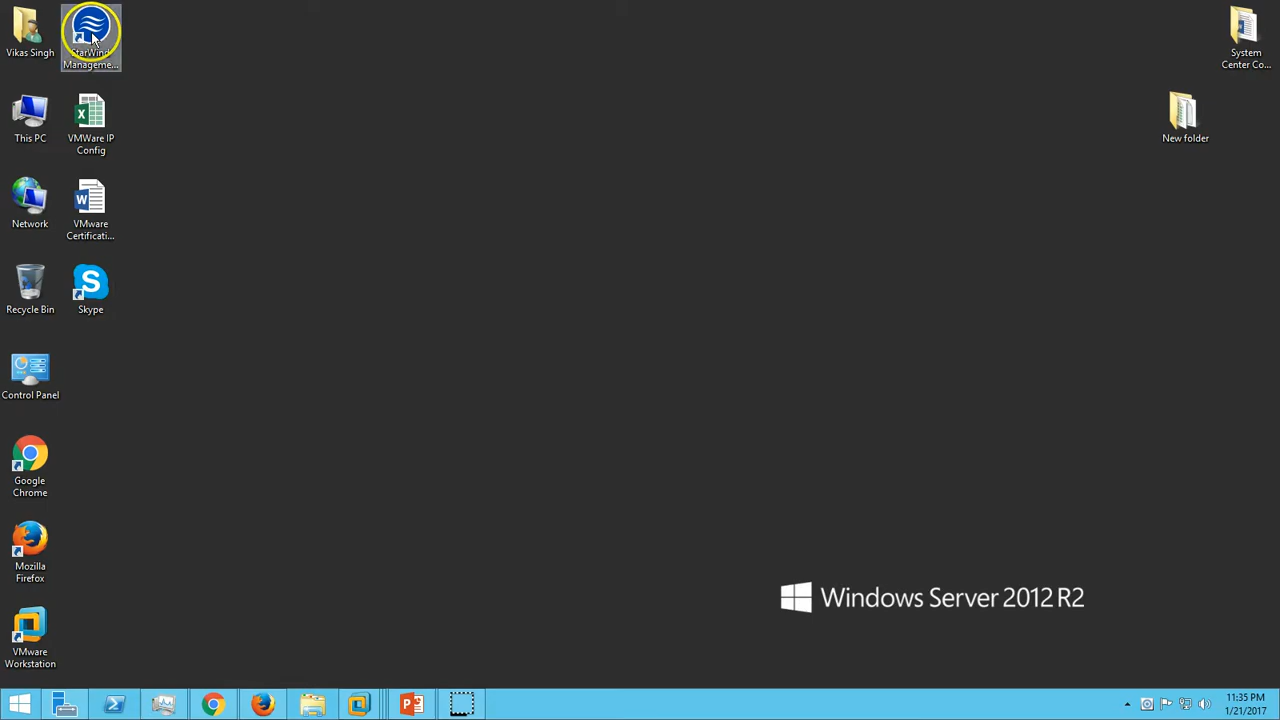 Vikas Singh
StarWind
Manageme...
This PC
VMWare IP
Config
Network
VMware
Certificati...
Recycle Bin
Skype
Control Panel
Google
Chrome
Mozilla
Firefox
VMware
Workstation
System
Center Co...
New folder
Windows Server 2012 R2
11:35 PM
1/21/2017